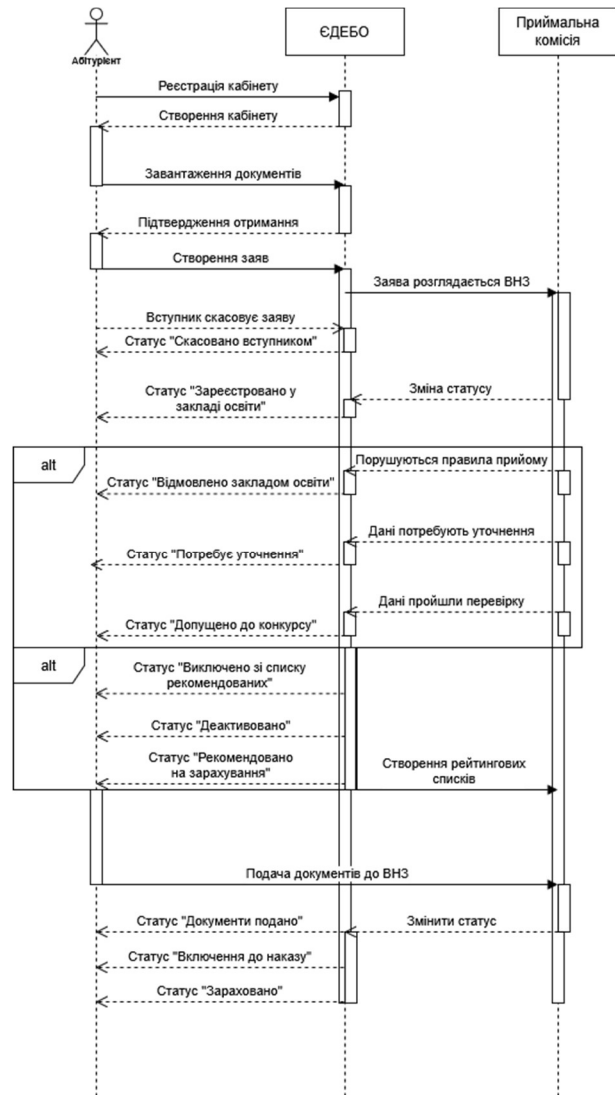 ЄДЕБО
Приймальна
комісія
Абітурієнт
Реєстрація кабінету
Створення кабінету
Завантаження документів
Підтвердження отримання
Створення заяв
Заява розглядається ВНЗ
Вступник скасовує заяву
Статус "Скасовано вступником"
Зміна статусу
Статус "Зареєстровано у
закладі освіти"
alt
Порушуються правила прийому
Статус "Відмовлено закладом освіти"
Дані потребують уточнення
Статус "Потребує уточнення"
Дані пройшли перевірку
Статус "Допущено до конкурсу"
alt
Статус "Виключено зі списку
рекомендованих"
Статус "Деактивовано"
Статус "Рекомендовано
на зарахування"
Створення рейтингових
списків
Подача документів до ВНЗ
Статус "Документи подано"
Змінити статус
Статус "Включення до наказу"
Статус "Зараховано"